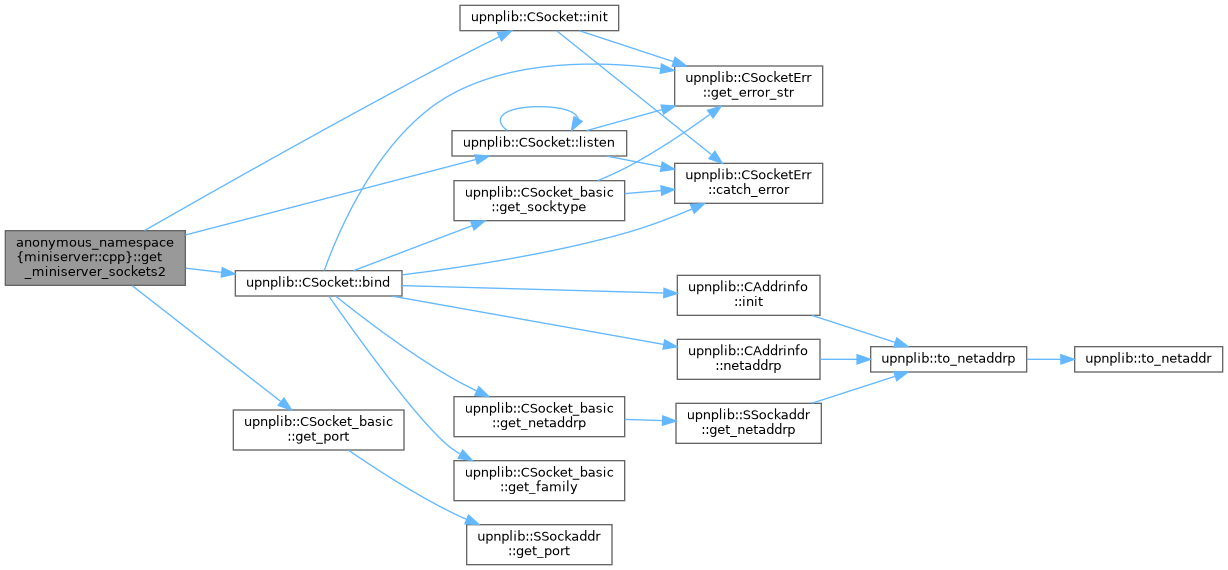 upnplib::CSocket::init
upnplib::CSocketErr
::get_error_str
upnplib::CSocket::listen
upnplib::CSocketErr
::catch_error
upnplib::CSocket_basic
::get_socktype
anonymous_namespace
{miniserver::cpp}::get
_miniserver_sockets2
upnplib::CSocket::bind
upnplib::CAddrinfo
::init
upnplib::CAddrinfo
::netaddrp
upnplib::to_netaddrp
upnplib::to_netaddr
upnplib::CSocket_basic
::get_netaddrp
upnplib::SSockaddr
::get_netaddrp
upnplib::CSocket_basic
::get_port
upnplib::CSocket_basic
::get_family
upnplib::SSockaddr
::get_port